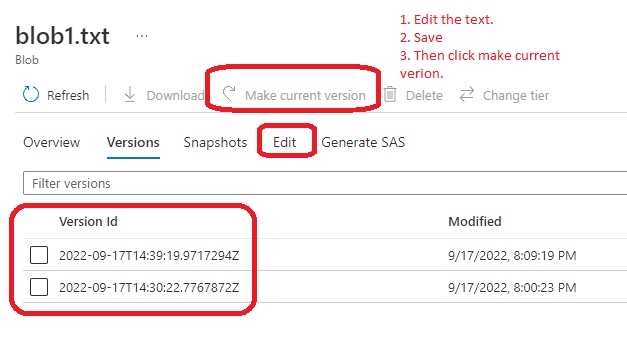 blob1.txt ...
Blob
1. Edit the text.
2. Save
3. Then click make current
verion.
Refresh Download Make current version Delete Change tier
Overview Versions Snapshots Edit Generate SAS
Filter versions
Version Id Modified
2022-09-17T14:39:19.9717294Z 9/17/2022, 8:09:19 PM
2022-09-17T14:30:22.7767872Z 9/17/2022, 8:00:23 PM